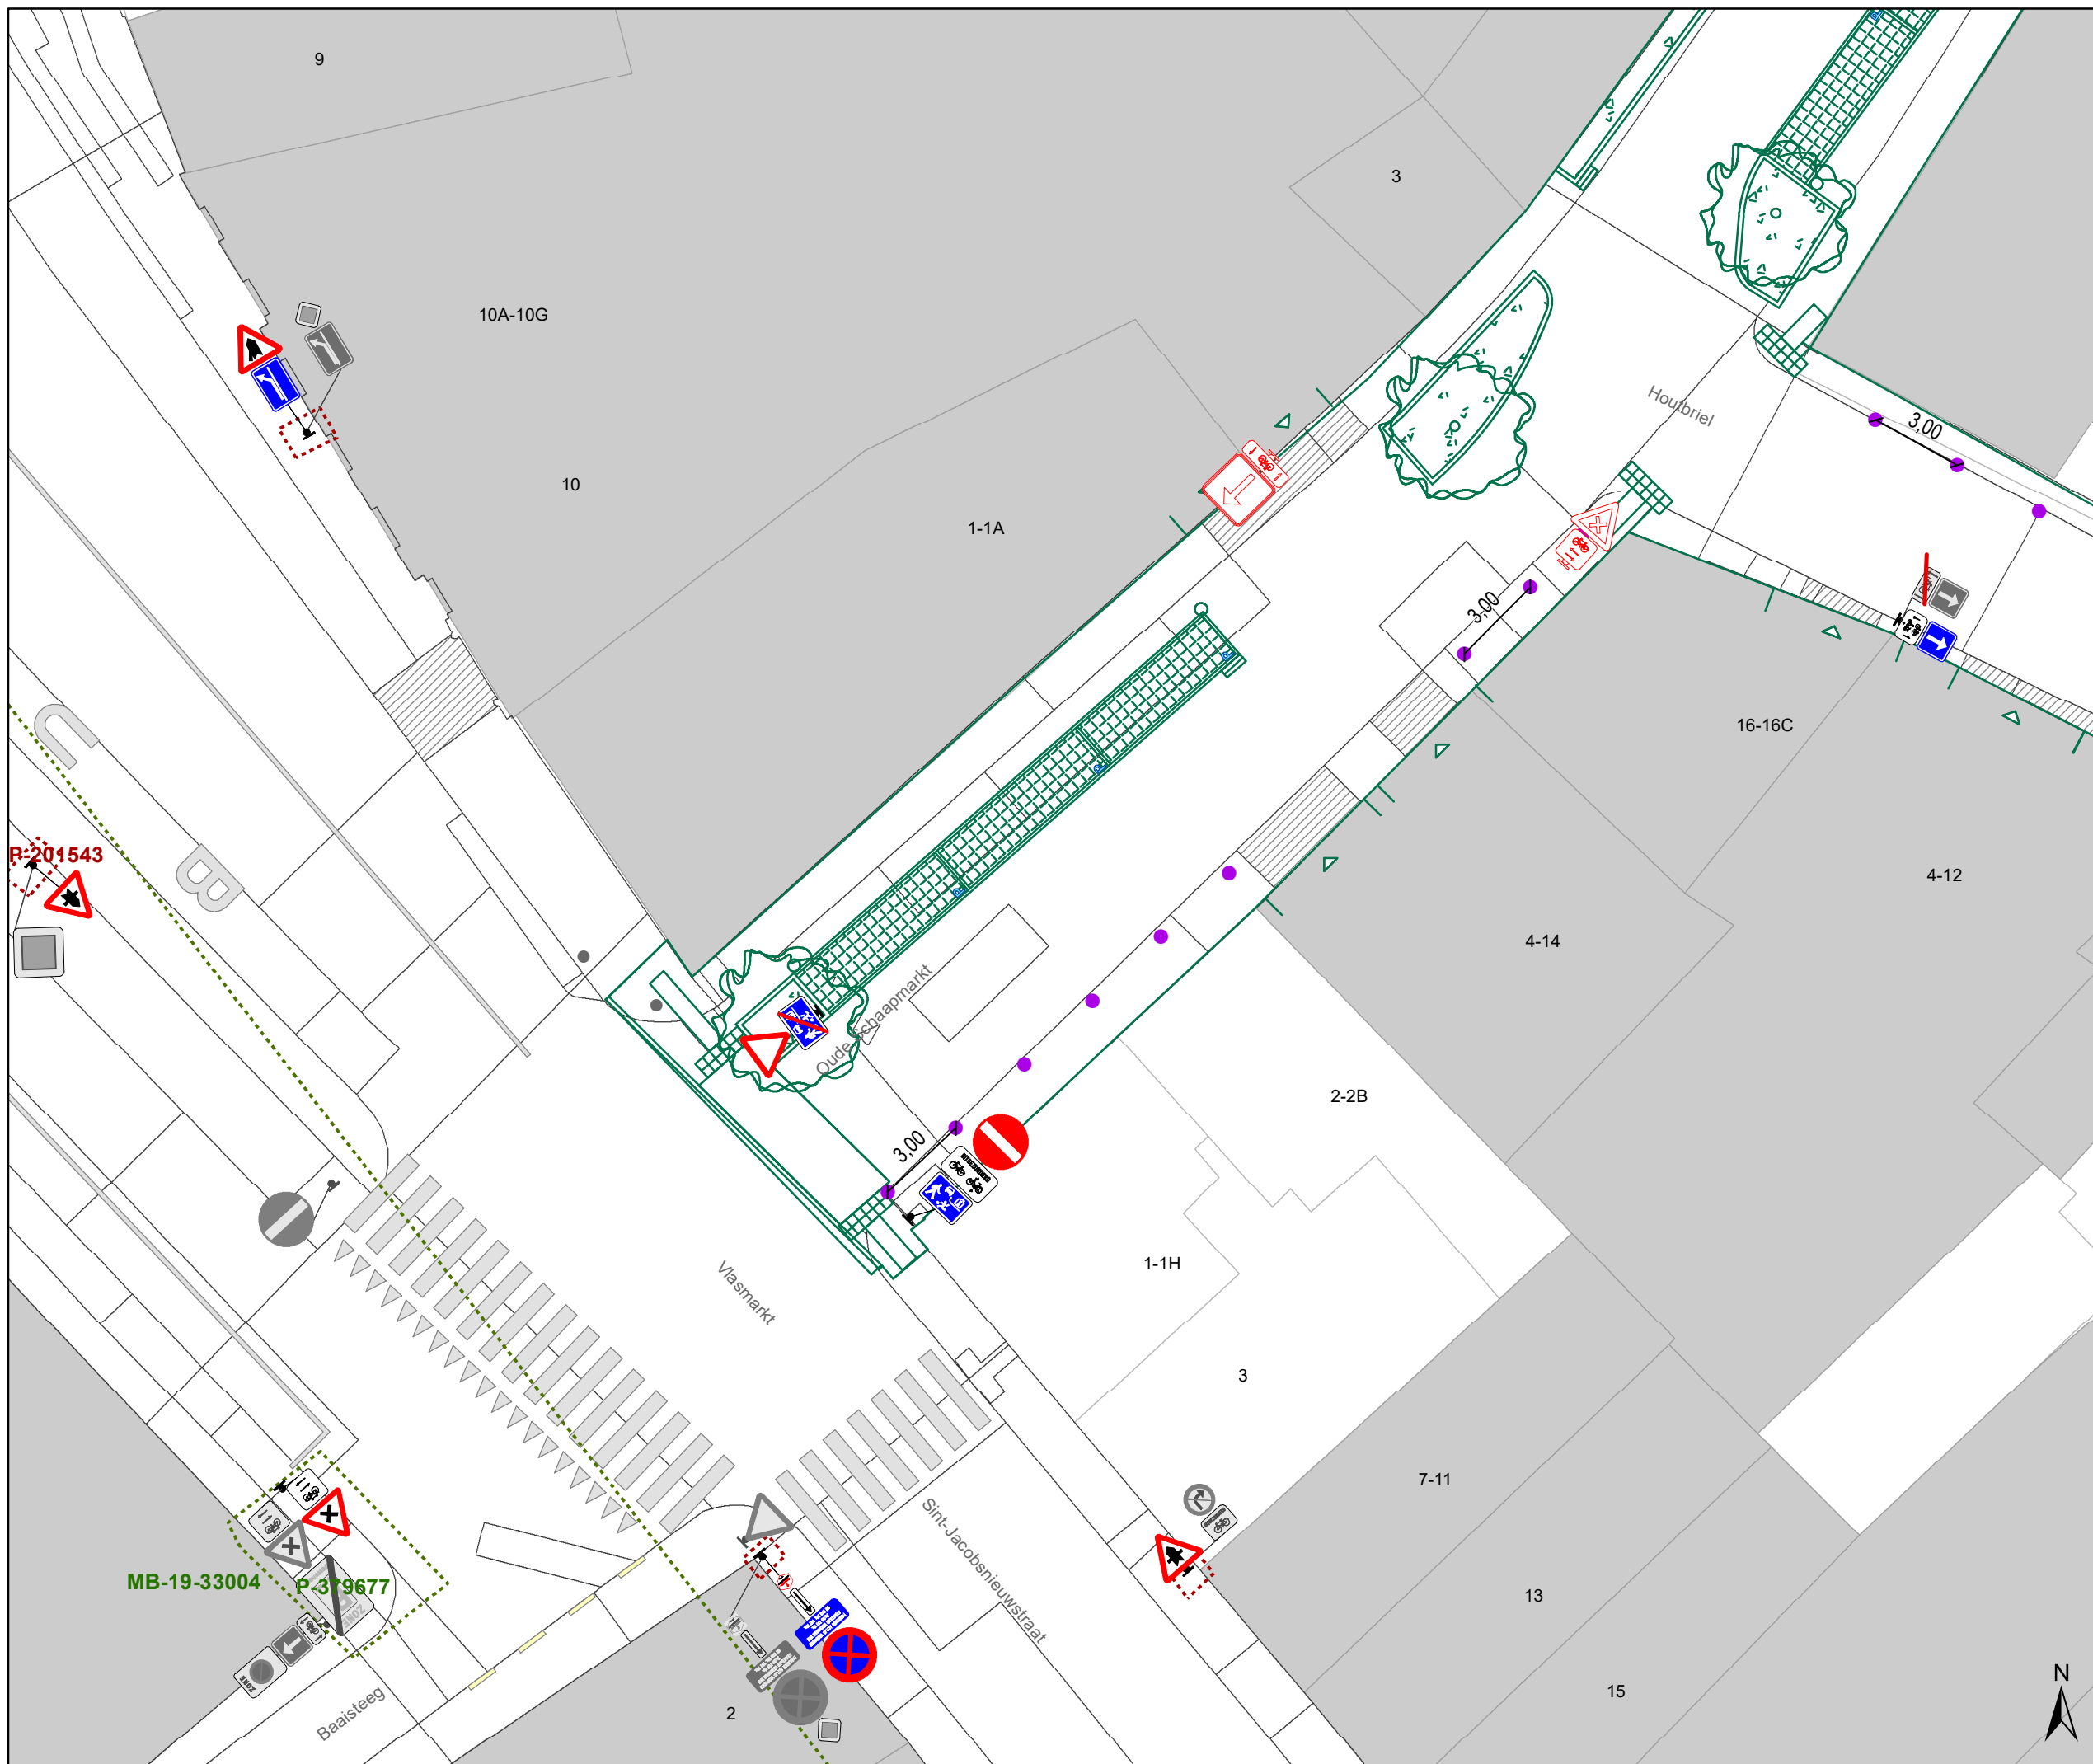 9
3
10A-10G
Houtbriel
3,00
10
1-1A
3,00
16-16C
U
P-201543
B
4-12
4-14
Oude Schaapmarkt
2-2B
3,00
1-1H
Vlasmarkt
3
7-11
Sint-Jacobsnieuwstraat
MB-19-33004
P-379677
ZONE
13
ZONE
N
15
2
Baaisteeg